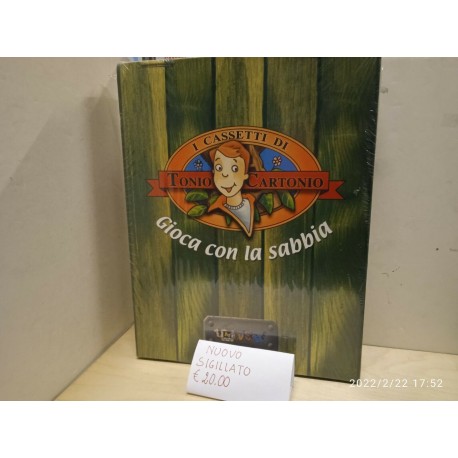 I CASSETTI DI
TONIO CARTONIO
Gioca con la sabbia
NUOVO
SIGILLATO
€ 20.00
2022/2/22 17:52